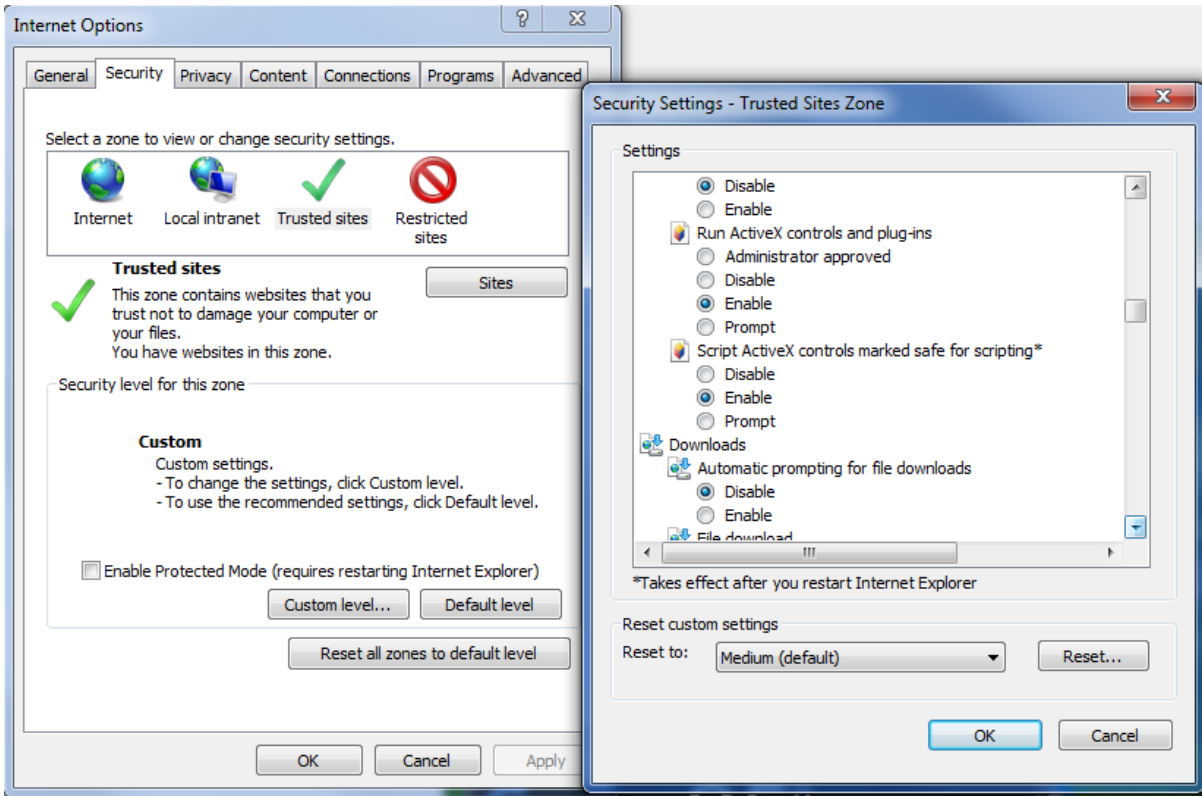 Internet Options
General Security Privacy Content Connections Programs Advanced
Select a zone to view or change security settings.
Internet
Local intranet
Trusted sites
Restricted
sites
Trusted sites
Sites
This zone contains websites that you
trust not to damage your computer or
your files.
You have websites in this zone.
Security level for this zone
Custom
Custom settings.
- To change the settings, click Custom level.
- To use the recommended settings, click Default level.
Enable Protected Mode (requires restarting Internet Explorer)
Custom level...
Default level
Reset all zones to default level
OK
Cancel
Apply
Security Settings - Trusted Sites Zone
Settings
Disable
Enable
Run ActiveX controls and plug-ins
Administrator approved
Disable
Enable
Prompt
Script ActiveX controls marked safe for scripting*
Disable
Enable
Prompt
Downloads
Automatic prompting for file downloads
Disable
Enable
File download
*Takes effect after you restart Internet Explorer
Reset custom settings
Reset to:
Medium (default)
Reset...
OK
Cancel